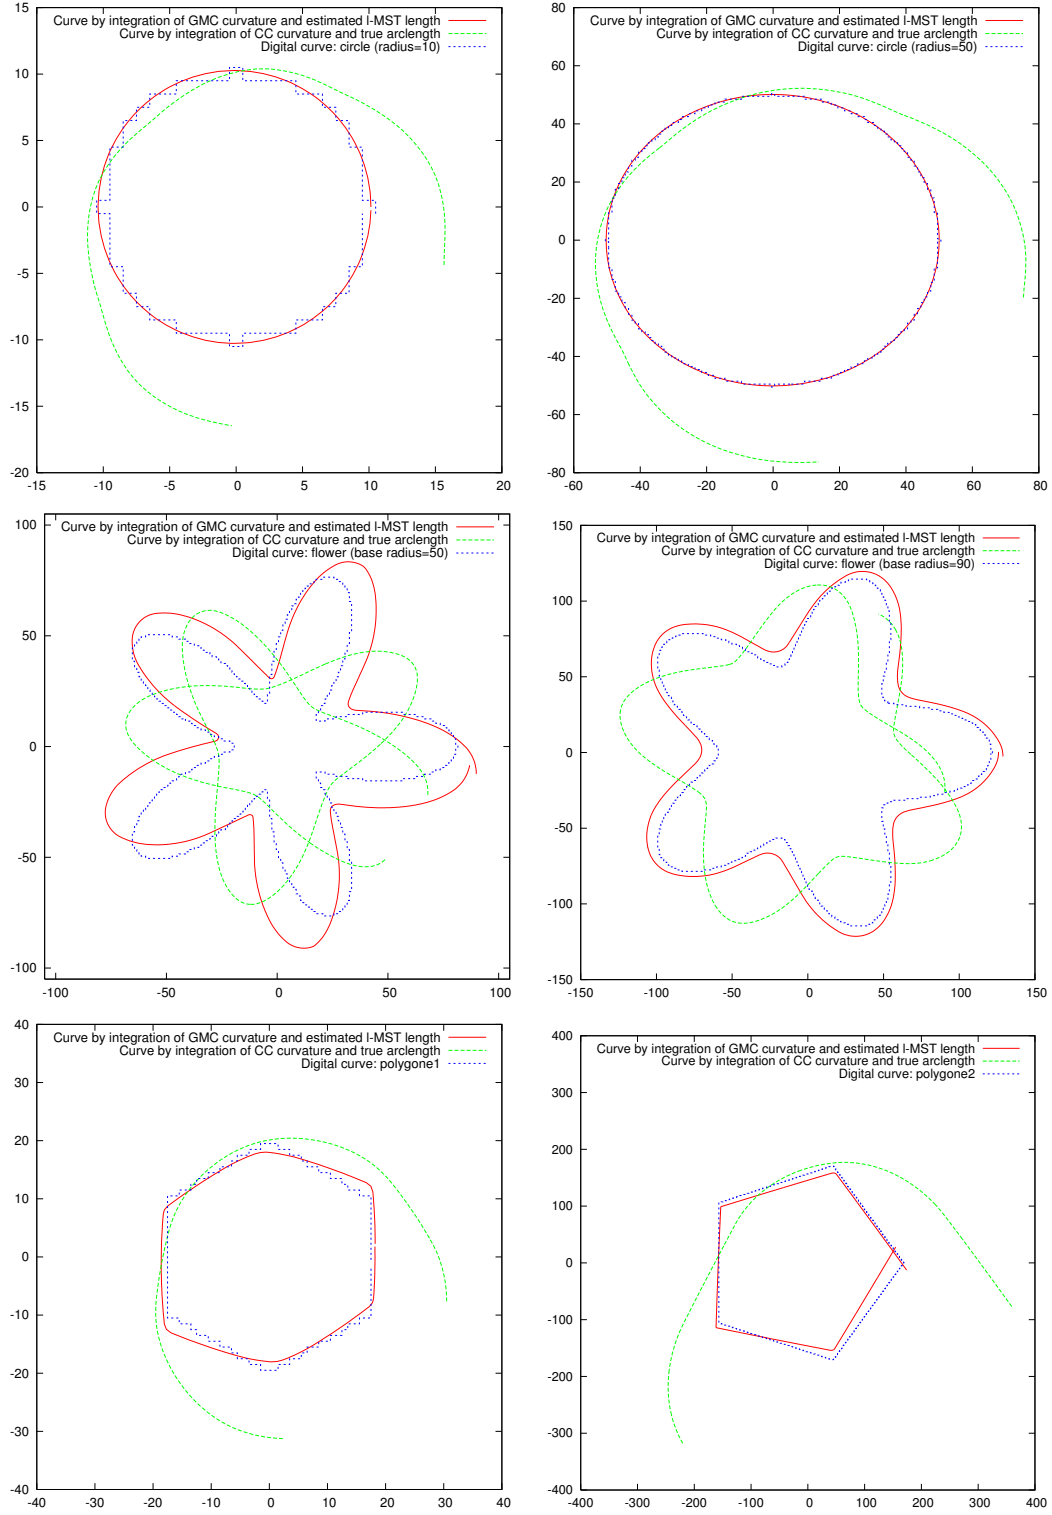 Curve by integration of GMC curvature and estimated l-MST length
Curve by integration of CC curvature and true arclength
Digital curve: circle (radius=10)
15
10
5
0
-5
-10
-15
-20
-15 -10 -5 0 5 10 15 20
Curve by integration of GMC curvature and estimated l-MST length
Curve by integration of CC curvature and true arclength
Digital curve: circle (radius=50)
80
60
40
20
0
-20
-40
-60
-80
-60 -40 -20 0 20 40 60 80
Curve by integration of GMC curvature and estimated l-MST length
Curve by integration of CC curvature and true arclength
Digital curve: flower (base radius=50)
100
50
0
-50
-100
-100 -50 0 50 100
Curve by integration of GMC curvature and estimated l-MST length
Curve by integration of CC curvature and true arclength
Digital curve: flower (base radius=90)
150
100
50
0
-50
-100
-150
-150 -100 -50 0 50 100 150
Curve by integration of GMC curvature and estimated l-MST length
Curve by integration of CC curvature and true arclength
Digital curve: polygone1
40
30
20
10
0
-10
-20
-30
-40
-40 -30 -20 -10 0 10 20 30 40
Curve by integration of GMC curvature and estimated l-MST length
Curve by integration of CC curvature and true arclength
Digital curve: polygone2
400
300
200
100
0
-100
-200
-300
-400
-400 -300 -200 -100 0 100 200 300 400